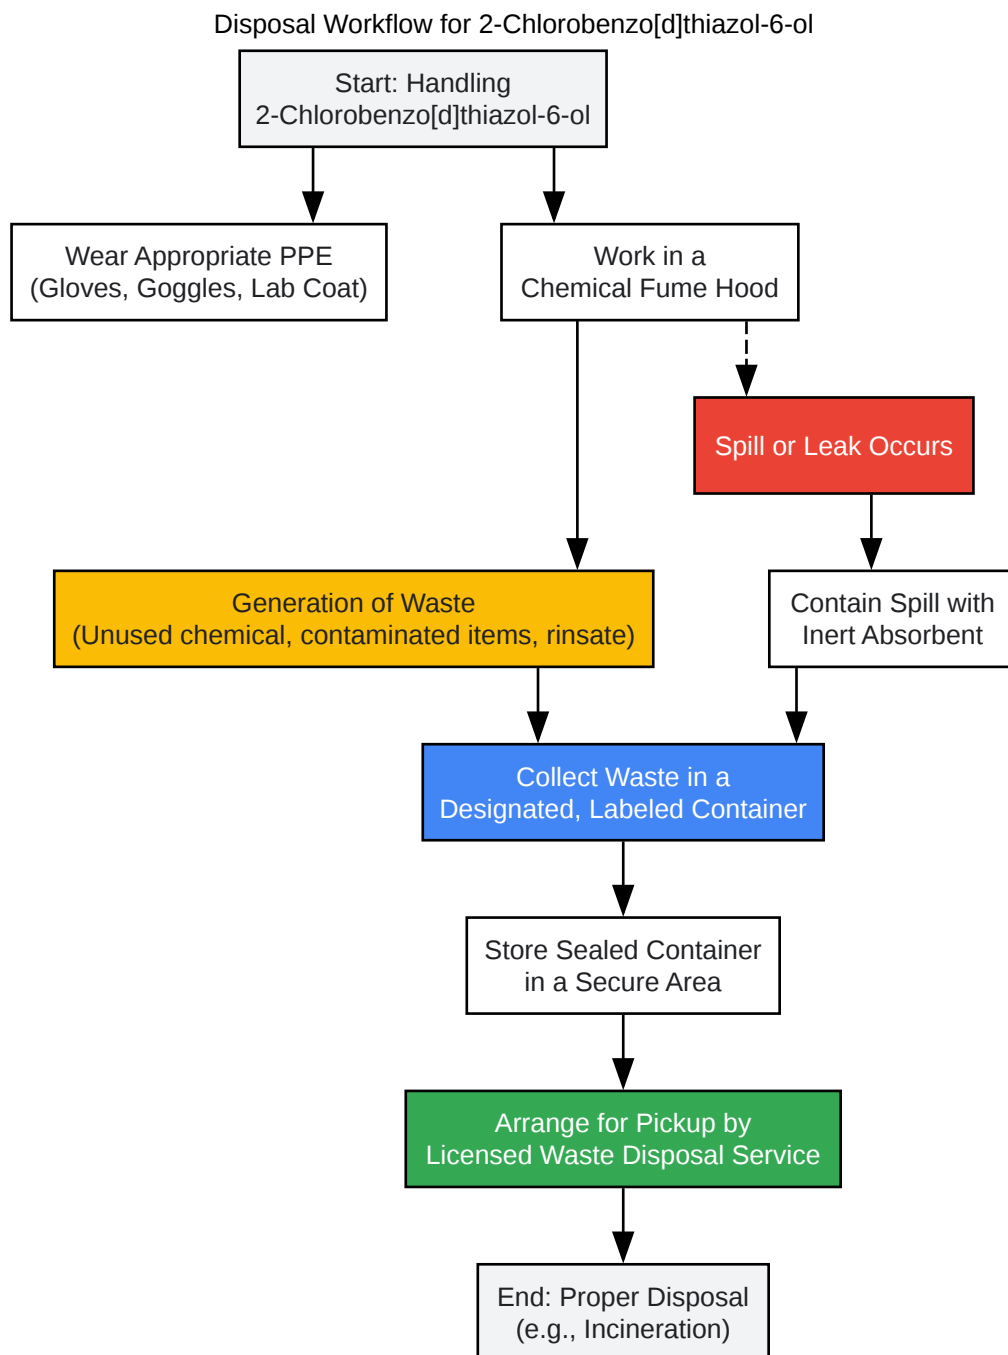 Disposal Workflow for 2-Chlorobenzo[d]thiazol-6-ol
Start: Handling
2-Chlorobenzo[d]thiazol-6-ol
Wear Appropriate PPE
(Gloves, Goggles, Lab Coat)
Work in a
Chemical Fume Hood
Spill or Leak Occurs
Generation of Waste
(Unused chemical, contaminated items, rinsate)
Contain Spill with
Inert Absorbent
Collect Waste in a
Designated, Labeled Container
Store Sealed Container
in a Secure Area
Arrange for Pickup by
Licensed Waste Disposal Service
End: Proper Disposal
(e.g., Incineration)